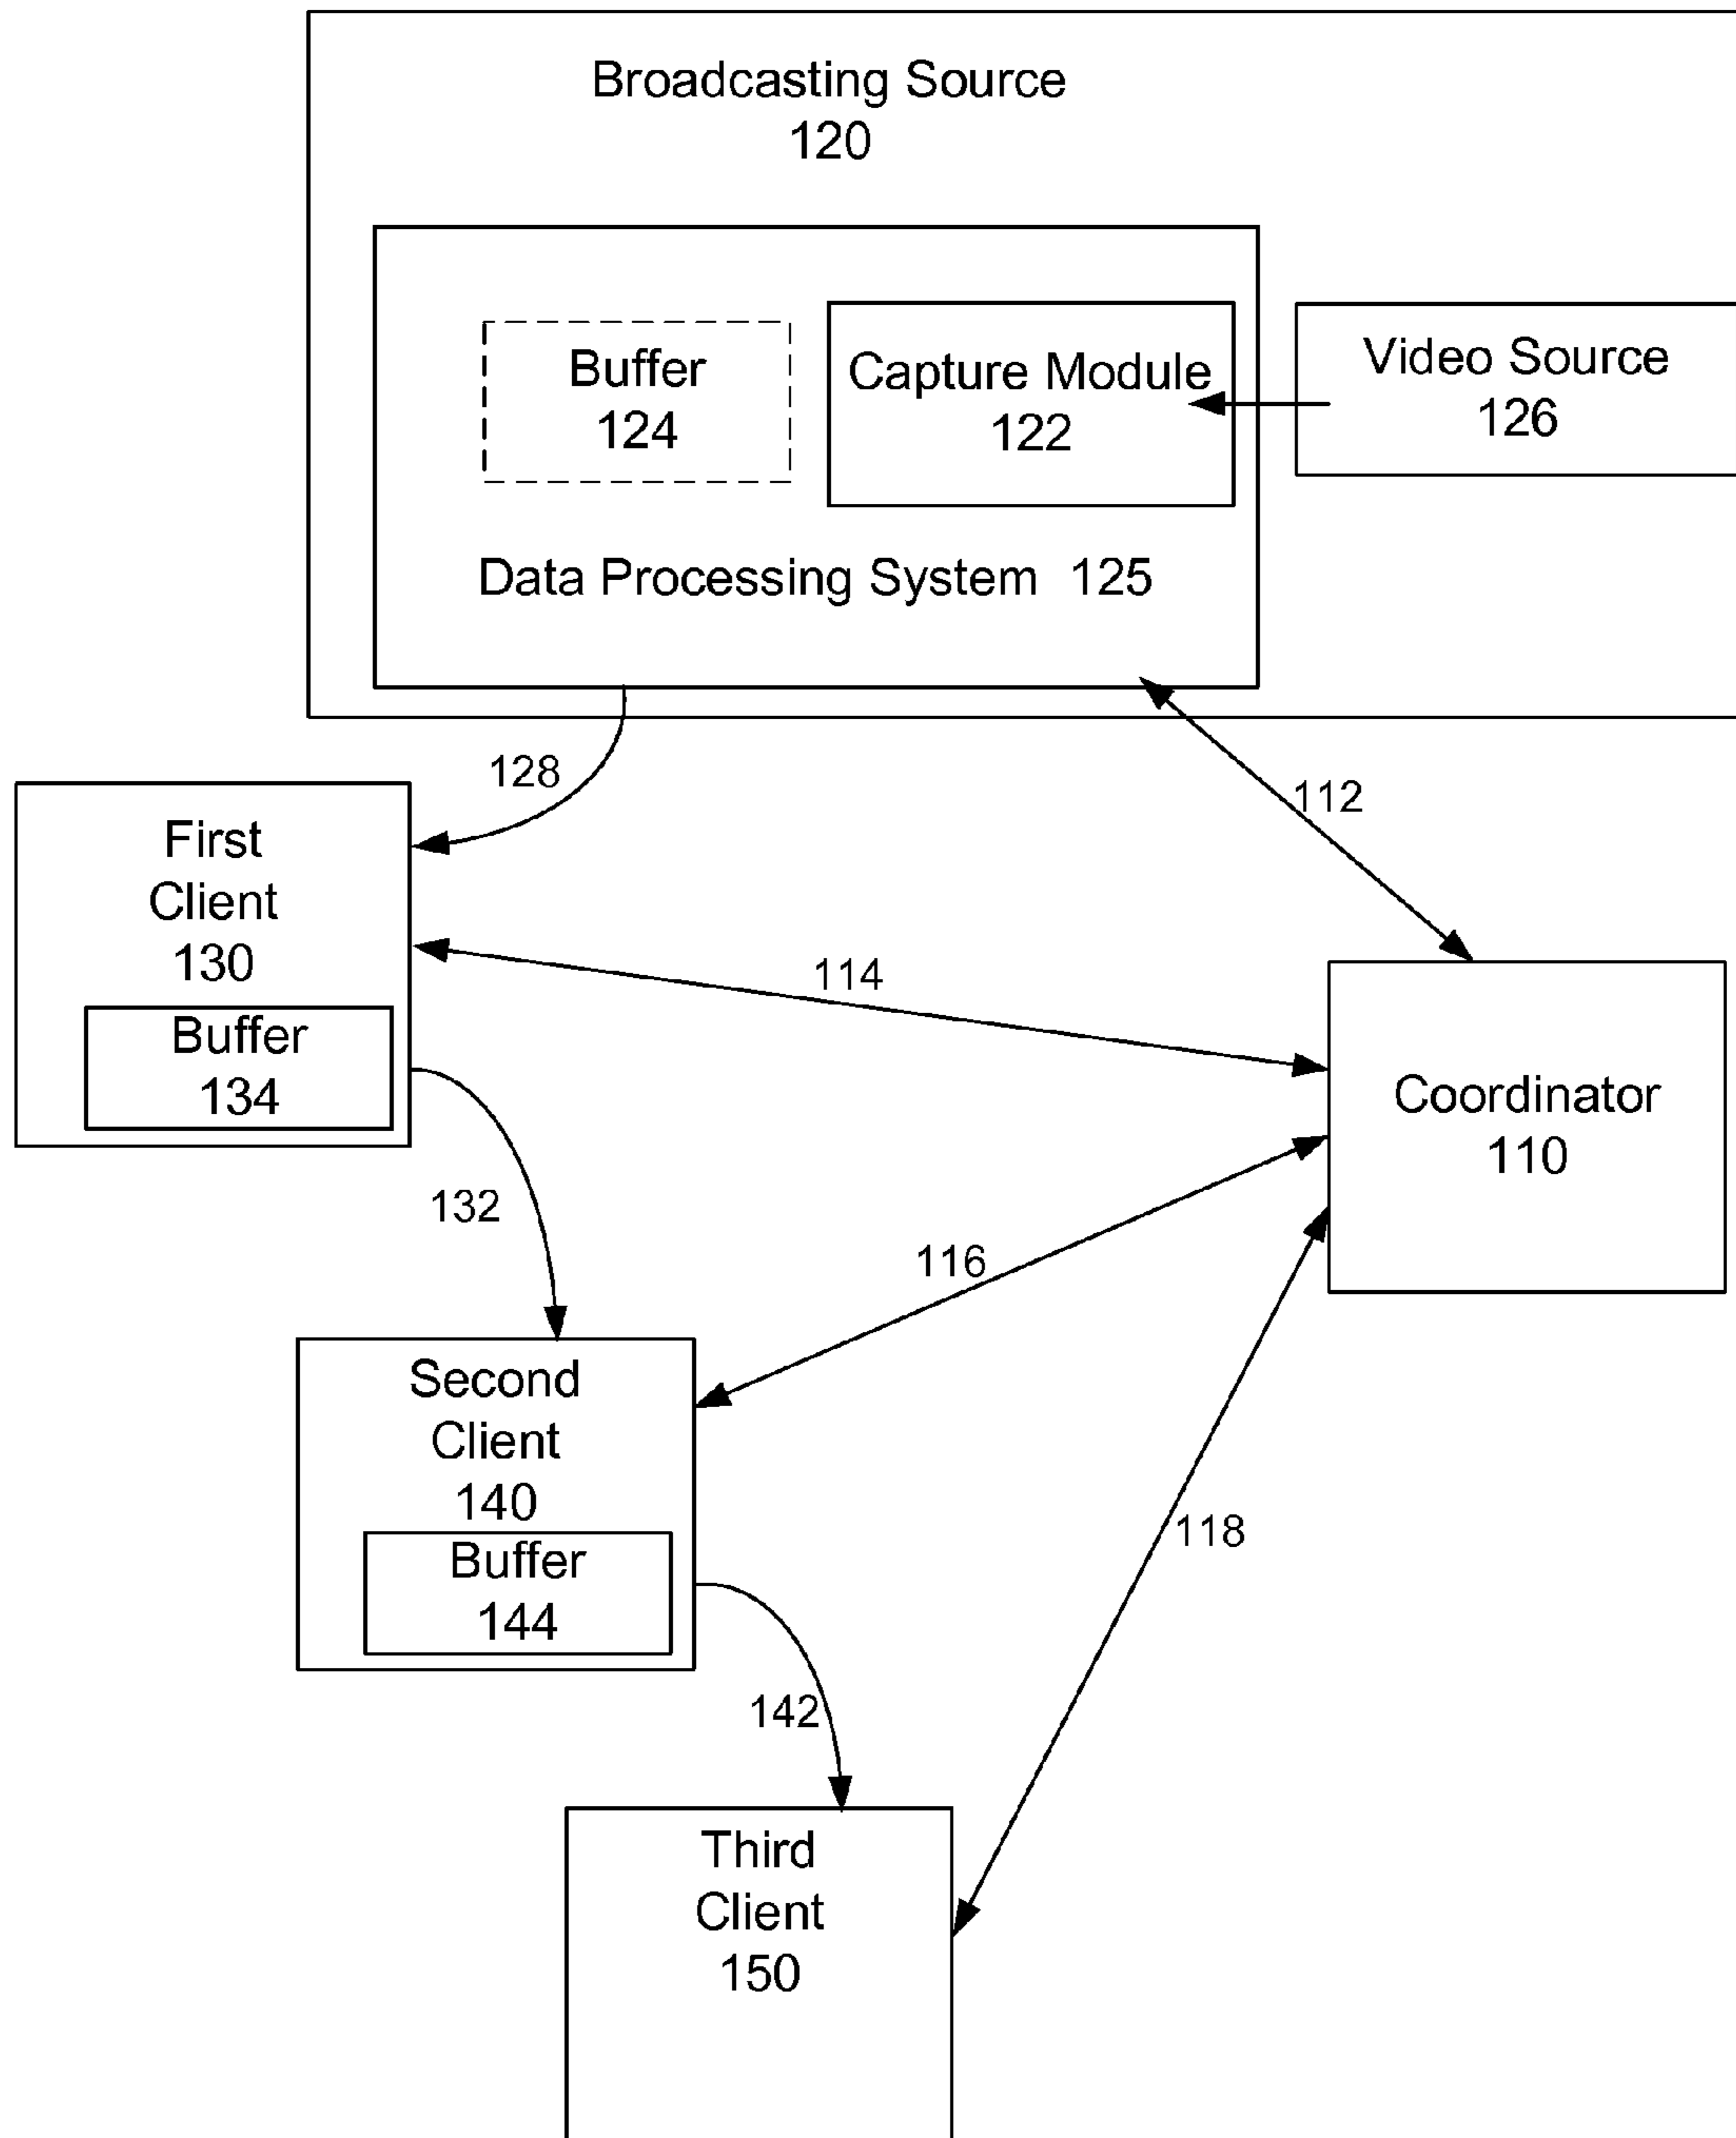 Broadcasting Source
120
Buffer
124
Capture Module
122
Video Source
126
Data Processing System 125
128
112
First
Client
130
Buffer
134
114
Coordinator
110
132
116
Second
Client
140
Buffer
144
118
142
Third
Client
150